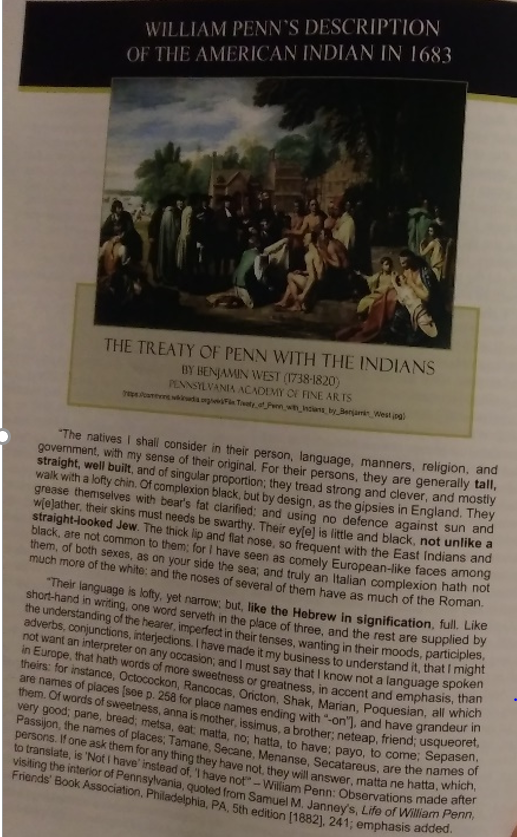 WILLIAM PENN'S DESCRIPTION
OF THE AMERICAN INDIAN IN 1683
THE TREATY OF PENN WITH THE INDIANS
BY BENJAMIN WEST (1738-1820)
PENNSYLVANIA ACADEMY OF FINE ARTS
(https://commons.wikimedia.org/wiki/File:Treaty_of_Penn_with_Indians_by_Benjamin_West.jpg)
"The natives I shall consider in their person, language, manners, religion, and
government, with my sense of their original. For their persons, they are generally tall,
straight, well built, and of singular proportion; they tread strong and clever, and mostly
walk with a lofty chin. Of complexion black, but by design, as the gipsies in England. They
grease themselves with bear's fat clarified; and using no defence against sun and
w[e]ather, their skins must needs be swarthy. Their ey[e] is little and black, not unlike a
straight-looked Jew. The thick lip and flat nose, so frequent with the East Indians and
black, are not common to them; for I have seen as comely European-like faces among
them, of both sexes, as on your side the sea; and truly an Italian complexion hath not
much more of the white; and the noses of several of them have as much of the Roman.
"Their language is lofty, yet narrow; but, like the Hebrew in signification, full. Like
short-hand in writing, one word serveth in the place of three, and the rest are supplied by
the understanding of the hearer, imperfect in their tenses, wanting in their moods, participles,
adverbs, conjunctions, interjections. I have made it my business to understand it, that I might
not want an interpreter on any occasion; and I must say that I know not a language spoken
in Europe, that hath words of more sweetness or greatness, in accent and emphasis, than
theirs: for instance, Octocockon, Rancocas, Oricton, Shak, Marian, Poquesian, all which
are names of places [see p. 258 for place names ending with "-on"], and have grandeur in
them. Of words of sweetness, anna is mother, issimus, a brother; neteap, friend; usqueoret,
very good; pane, bread; metsa, eat; matta, no; hatta, to have; payo, to come; Sepasen,
Passijon, the names of places; Tamane, Secane, Menanse, Secatareus, are the names of
persons. If one ask them for any thing they have not, they will answer, matta ne hatta, which,
to translate, is 'Not I have' instead of, 'I have not'" – William Penn: Observations made after
visiting the interior of Pennsylvania, quoted from Samuel M. Janney's, Life of William Penn,
Friends' Book Association, Philadelphia, PA, 5th edition [1882], 241; emphasis added.